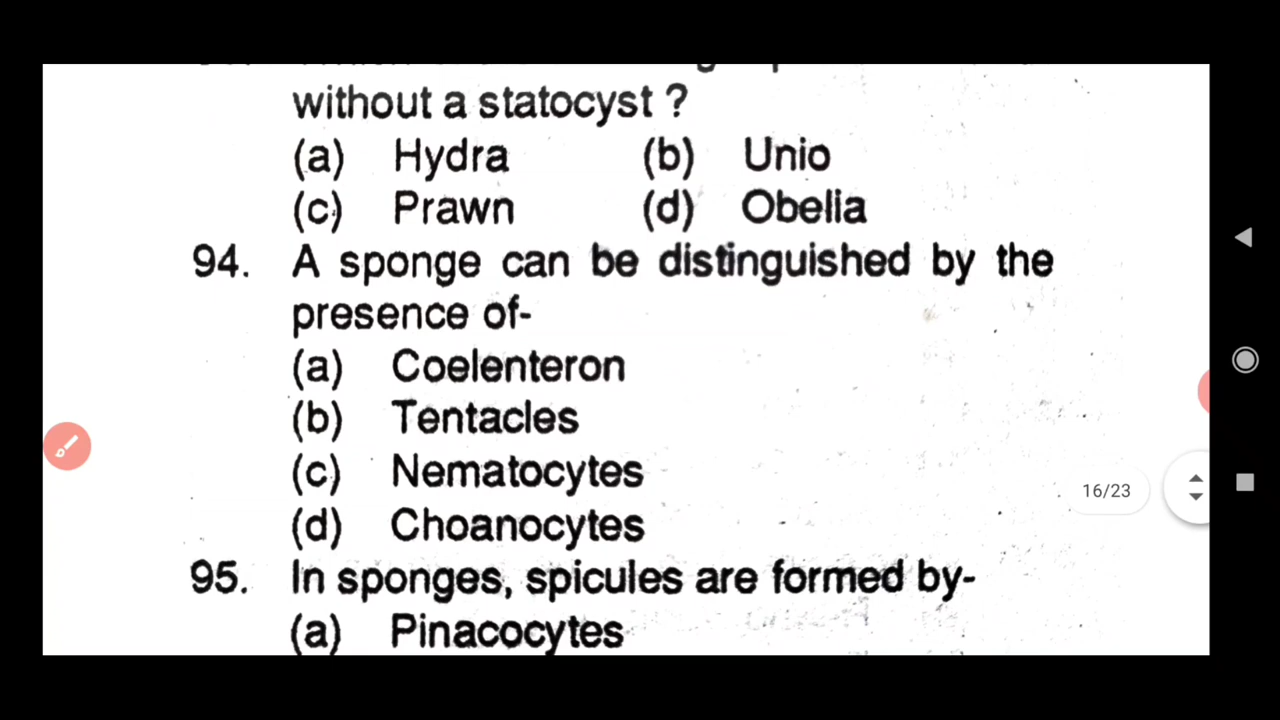 without a statocyst ?
(a) Hydra (b) Unio
(c) Prawn (d) Obelia
94. A sponge can be distinguished by the
presence of-
(a) Coelenteron
(b) Tentacles
(c) Nematocytes
(d) Choanocytes
16/23
95. In sponges, spicules are formed by-
(a) Pinacocytes